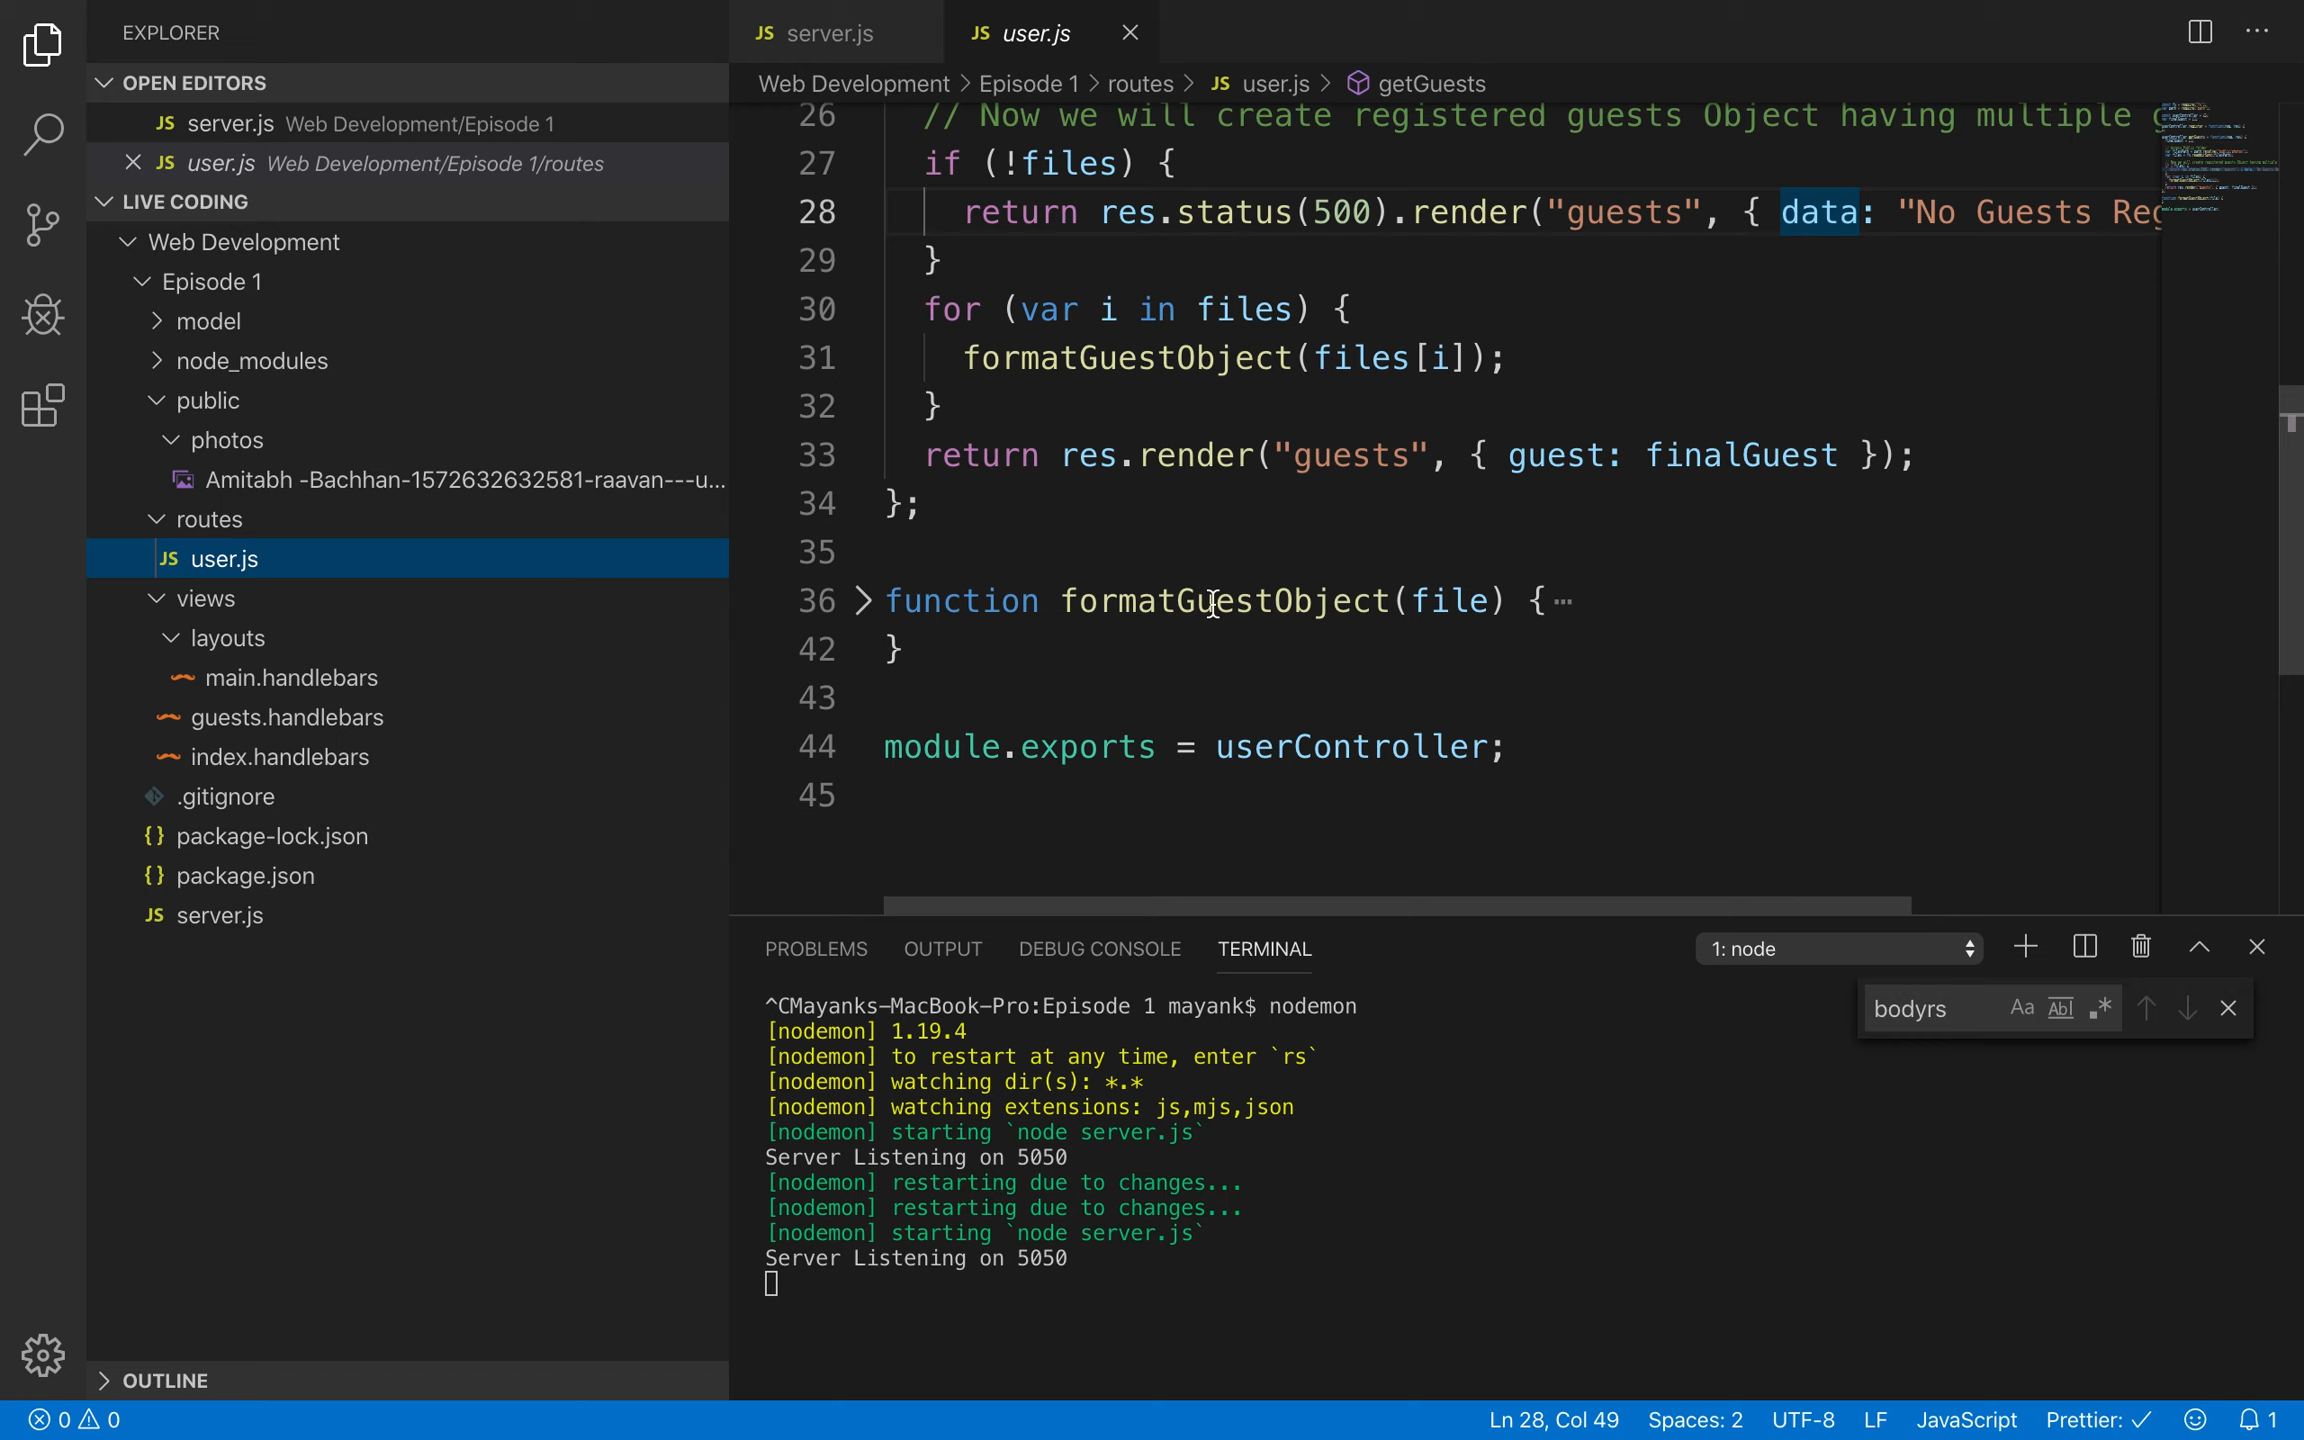 EXPLORER
OPEN EDITORS
JS server.js Web Development/Episode 1
JS user.js Web Development/Episode 1/routes
LIVE CODING
Web Development
Episode 1
model
node_modules
public
photos
Amitabh -Bachhan-1572632632581-raavan---u...
routes
JS user.js
views
layouts
main.handlebars
guests.handlebars
index.handlebars
.gitignore
{} package-lock.json
{} package.json
JS server.js
OUTLINE
JS server.js
JS user.js
Web Development > Episode 1 > routes > JS user.js > getGuests
26 // Now we will create registered guests Object having multiple
27 if (!files) {
28 return res.status(500).render("guests", { data: "No Guests Reg
29 }
30 for (var i in files) {
31 formatGuestObject(files[i]);
32 }
33 return res.render("guests", { guest: finalGuest });
34 };
35
36 function formatGuestObject(file) {…
42 }
43
44 module.exports = userController;
45
PROBLEMS OUTPUT DEBUG CONSOLE TERMINAL 1: node
bodyrs Aa Abl .*
^CMayanks-MacBook-Pro:Episode 1 mayank$ nodemon
[nodemon] 1.19.4
[nodemon] to restart at any time, enter `rs`
[nodemon] watching dir(s): *.*
[nodemon] watching extensions: js,mjs,json
[nodemon] starting `node server.js`
Server Listening on 5050
[nodemon] restarting due to changes...
[nodemon] restarting due to changes...
[nodemon] starting `node server.js`
Server Listening on 5050
0 0 Ln 28, Col 49 Spaces: 2 UTF-8 LF JavaScript Prettier: ✓ 1